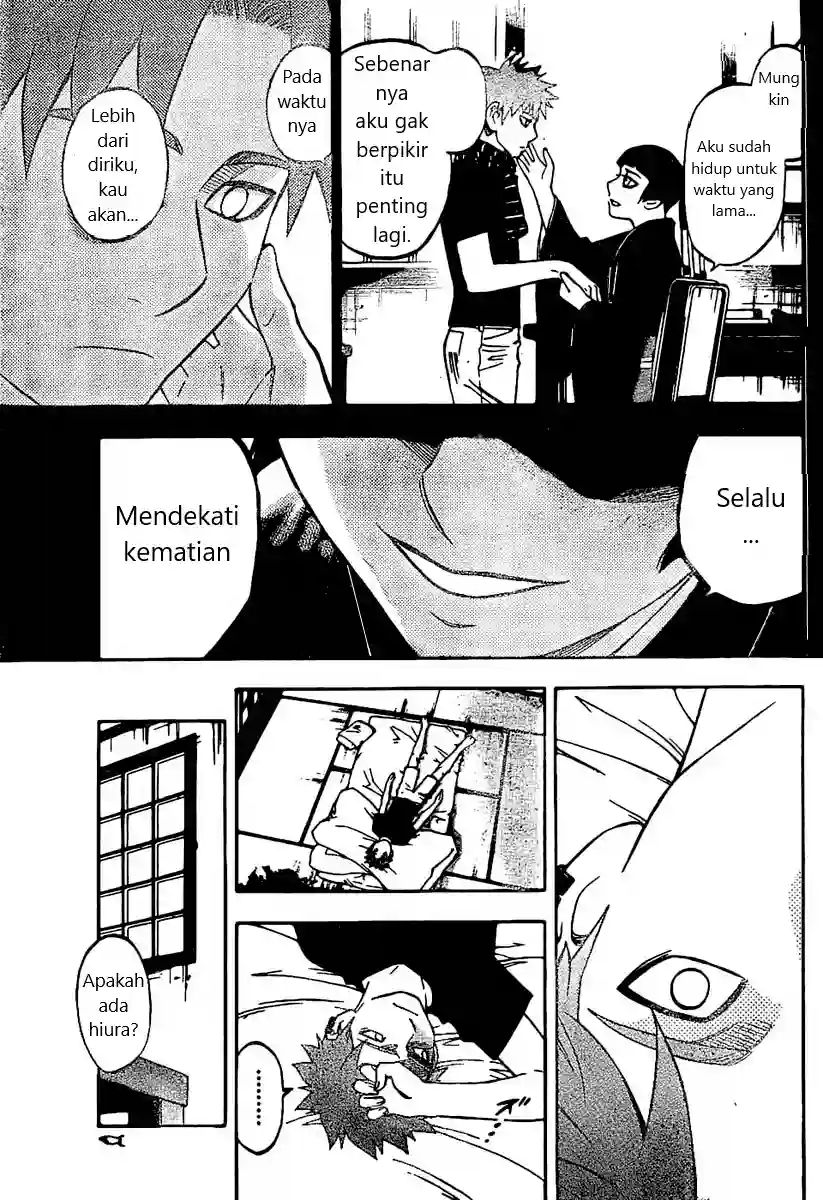 Mung
kin
Aku sudah
hidup untuk
waktu yang
lama...
Sebenar
nya
aku gak
berpikir
itu
penting
lagi.
Pada
waktu
nya
Lebih
dari
diriku,
kau
akan...
Selalu
...
Mendekati
kematian
.........
Apakah
ada
hiura?